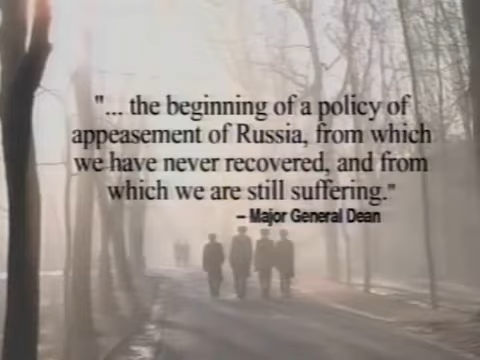 "... the beginning of a policy of
appeasement of Russia, from which
we have never recovered, and from
which we are still suffering."
– Major General Dean